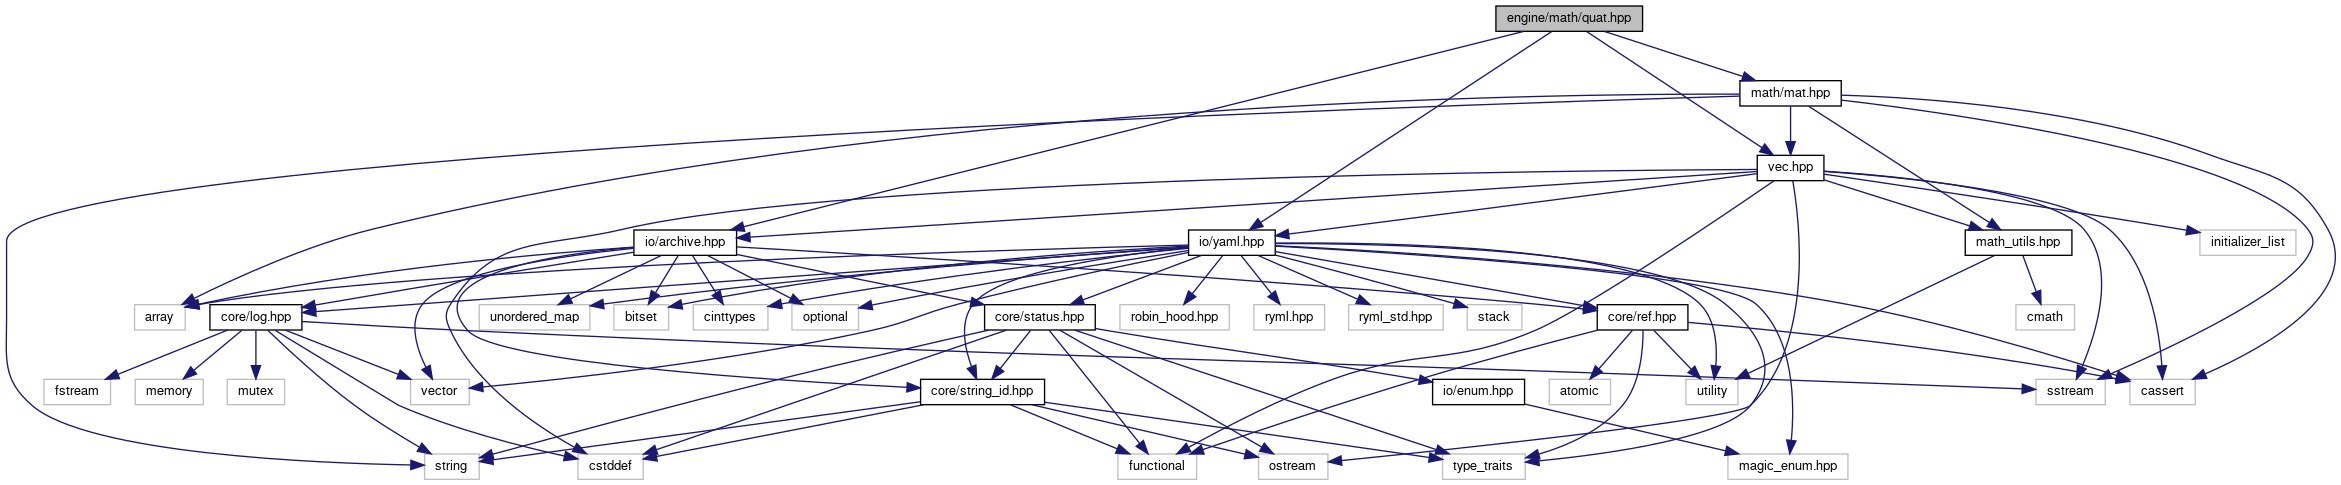 engine/math/quat.hpp
math/mat.hpp
vec.hpp
io/archive.hpp
io/yaml.hpp
math_utils.hpp
initializer_list
array
core/log.hpp
unordered_map
bitset
cinttypes
optional
core/status.hpp
robin_hood.hpp
ryml.hpp
ryml_std.hpp
stack
core/ref.hpp
cmath
fstream
memory
mutex
vector
core/string_id.hpp
io/enum.hpp
atomic
utility
sstream
cassert
string
cstddef
functional
ostream
type_traits
magic_enum.hpp